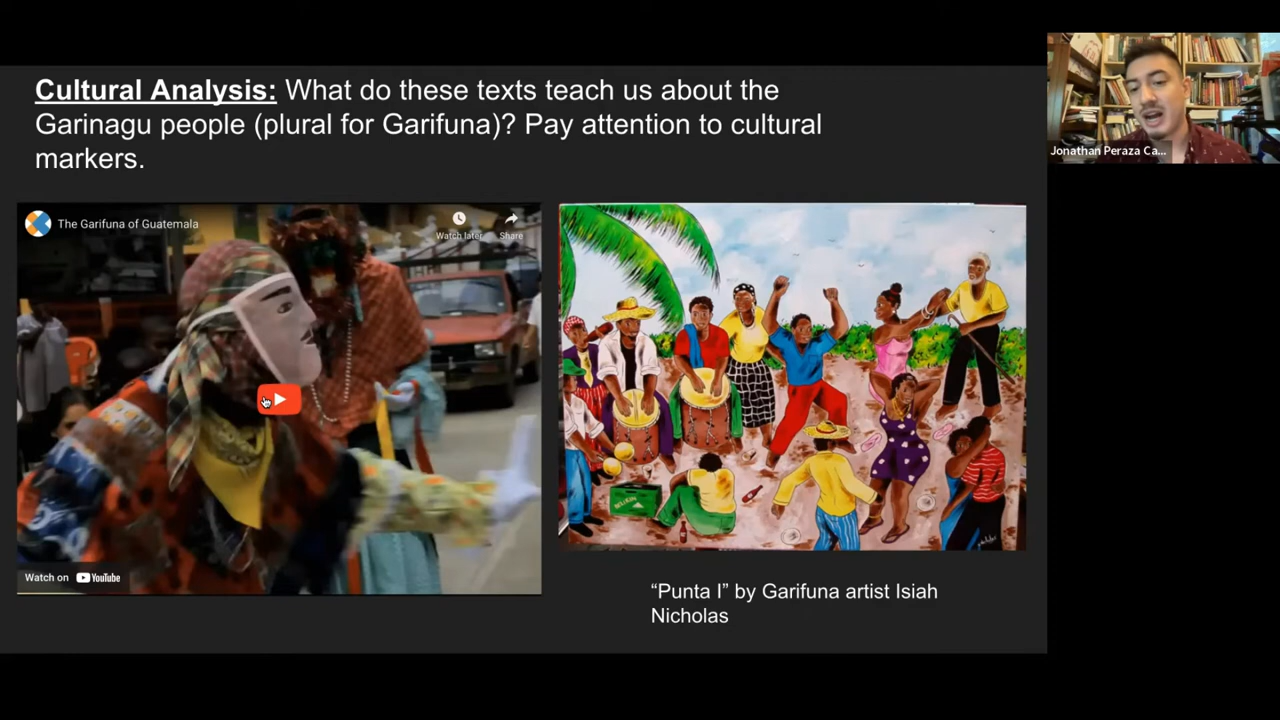 Cultural Analysis: What do these texts teach us about the
Garinagu people (plural for Garifuna)? Pay attention to cultural
markers.
Jonathan Peraza Ca...
The Garifuna of Guatemala
Watch later
Share
Watch on YouTube
“Punta I” by Garifuna artist Isiah
Nicholas